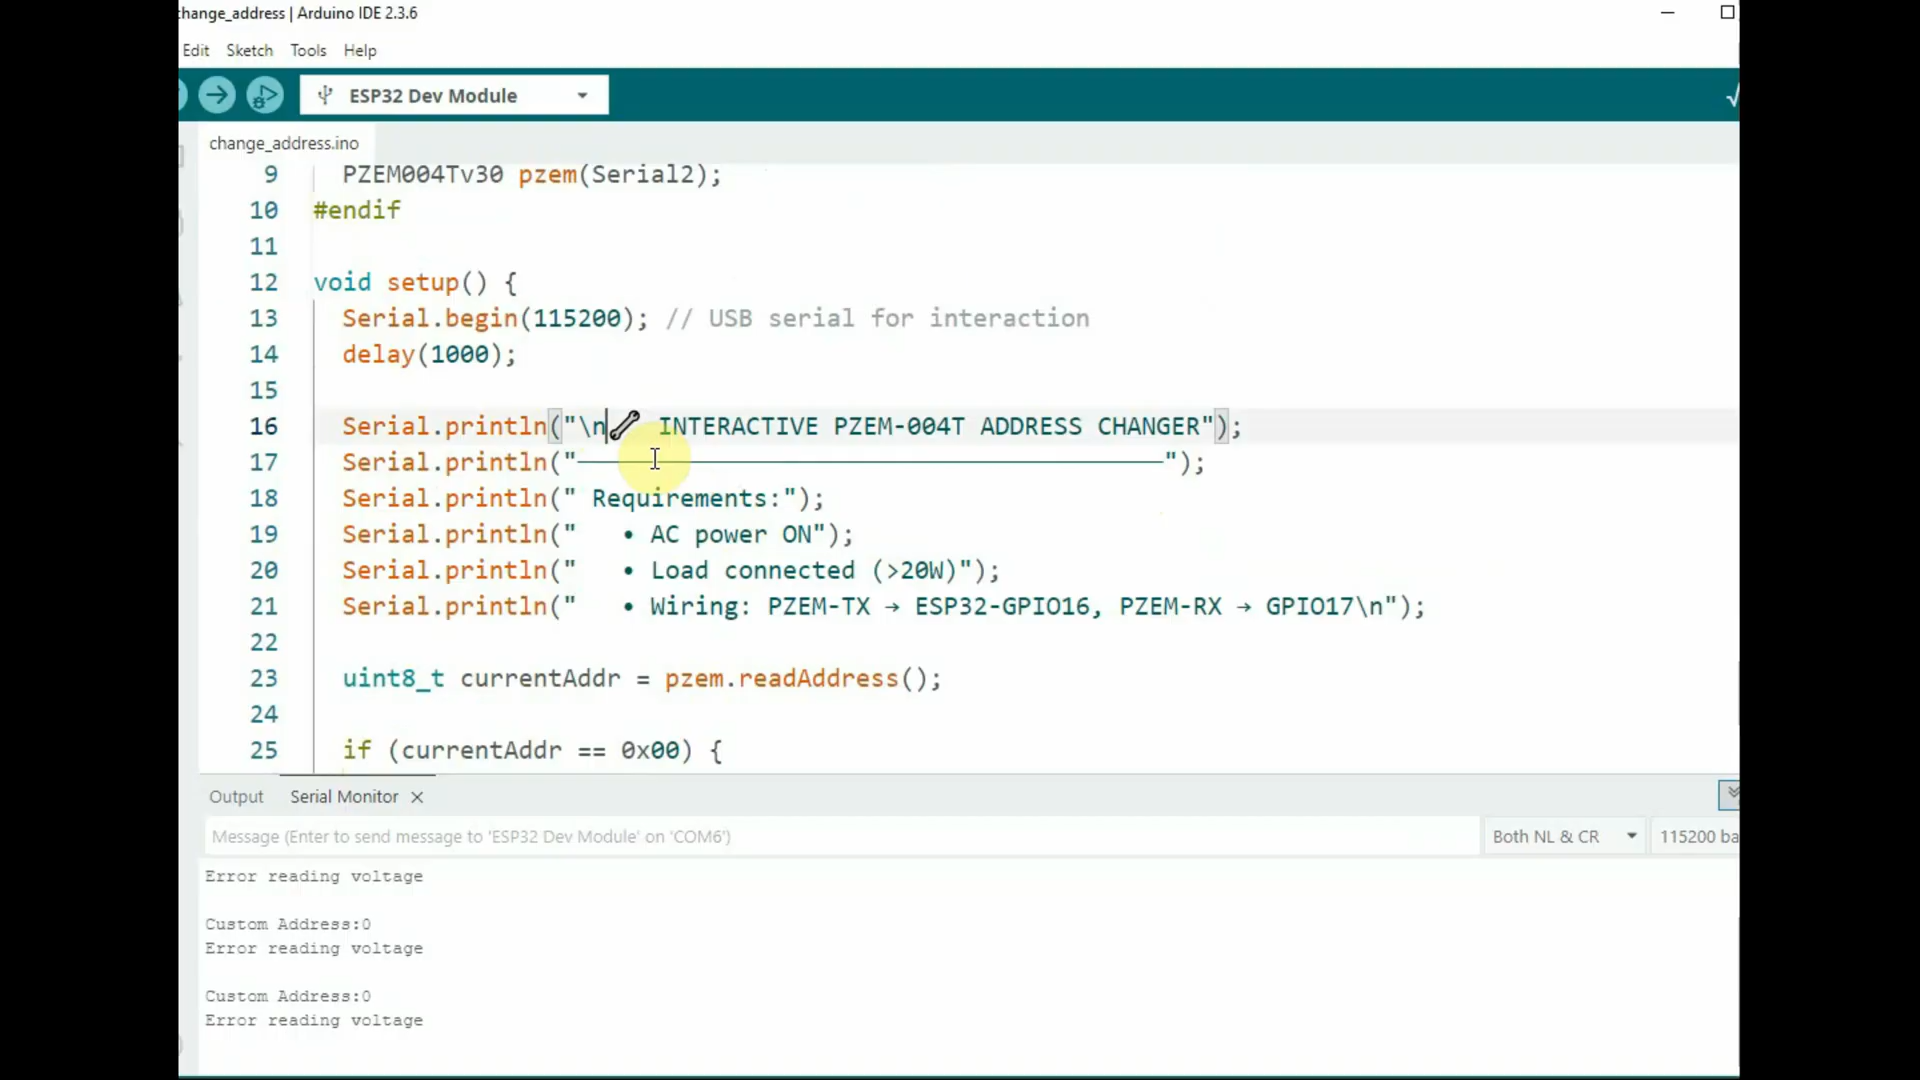 change_address | Arduino IDE 2.3.6
Edit Sketch Tools Help
ESP32 Dev Module
change_address.ino
9 PZEM004Tv30 pzem(Serial2);
10 #endif
11
12 void setup() {
13 Serial.begin(115200); // USB serial for interaction
14 delay(1000);
15
16 Serial.println("\n🔧 INTERACTIVE PZEM-004T ADDRESS CHANGER");
17 Serial.println("────────────────────────────────────────");
18 Serial.println(" Requirements:");
19 Serial.println("   • AC power ON");
20 Serial.println("   • Load connected (>20W)");
21 Serial.println("   • Wiring: PZEM-TX → ESP32-GPIO16, PZEM-RX → GPIO17\n");
22
23 uint8_t currentAddr = pzem.readAddress();
24
25 if (currentAddr == 0x00) {
Output Serial Monitor ×
Message (Enter to send message to 'ESP32 Dev Module' on 'COM6') Both NL & CR 115200 ba
Error reading voltage
Custom Address:0
Error reading voltage
Custom Address:0
Error reading voltage